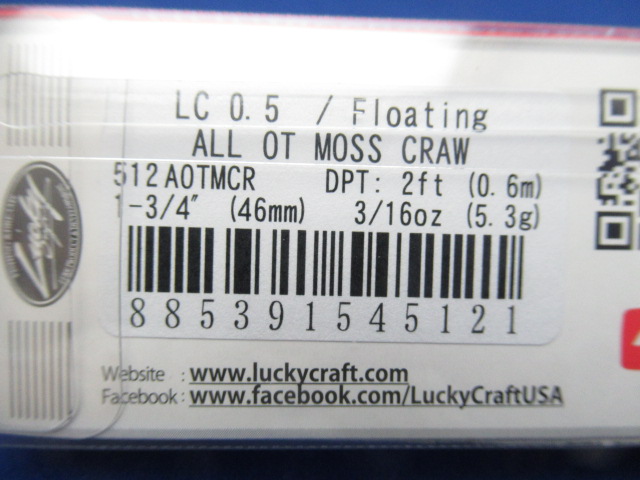 LC 0.5 / Floating
ALL OT MOSS CRAW
512AOTMCR DPT: 2ft (0.6m)
1-3/4" (46mm) 3/16oz (5.3g)
885391545121
Website : www.luckycraft.com
Facebook: www.facebook.com/LuckyCraftUSA